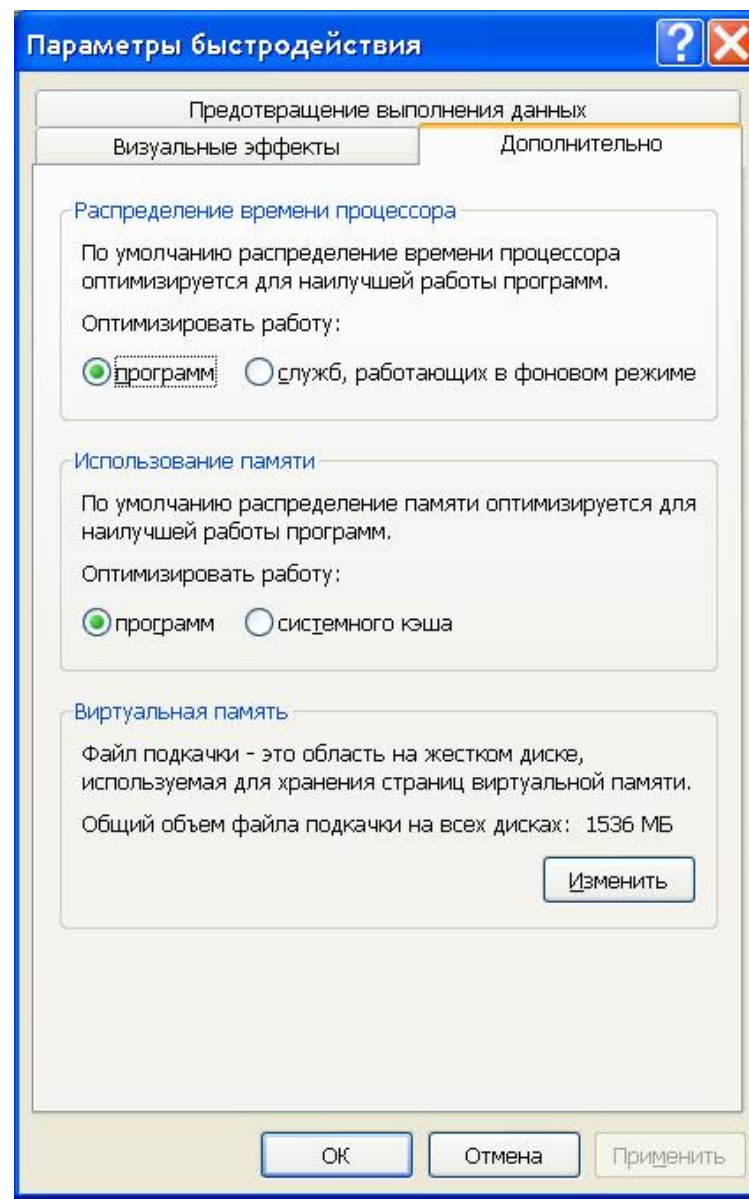 Параметры быстродействия
Предотвращение выполнения данных
Визуальные эффекты
Дополнительно
Распределение времени процессора
По умолчанию распределение времени процессора
оптимизируется для наилучшей работы программ.
Оптимизировать работу:
программ служб, работающих в фоновом режиме
Использование памяти
По умолчанию распределение памяти оптимизируется для
наилучшей работы программ.
Оптимизировать работу:
программ системного кэша
Виртуальная память
Файл подкачки - это область на жестком диске,
используемая для хранения страниц виртуальной памяти.
Общий объем файла подкачки на всех дисках: 1536 МБ
Изменить
ОК Отмена Применить